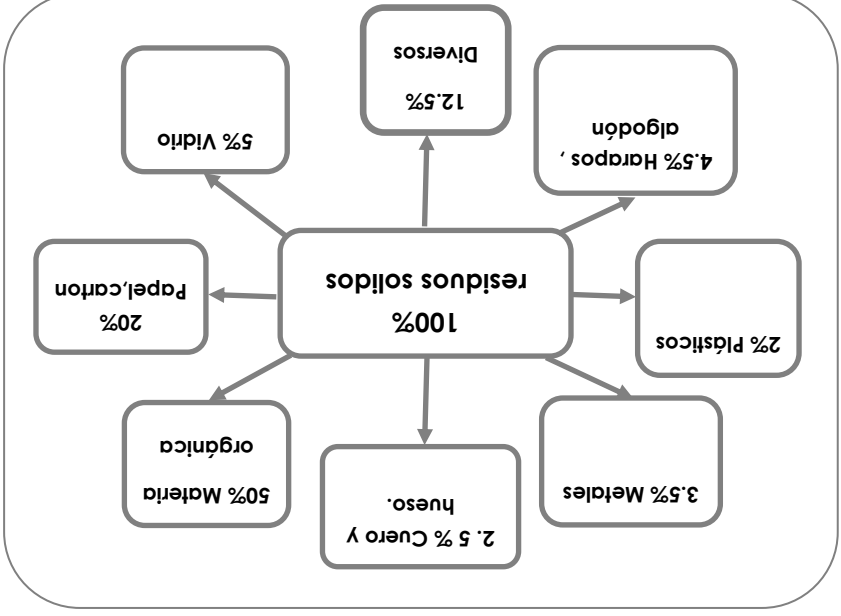 2. 5 % Cuero y
hueso.
3.5% Metales
50% Materia
orgánica
2% Plásticos
100%
residuos solidos
20%
Papel,carton
4.5% Harapos ,
algodón
12.5%
Diversos
5% Vidrio